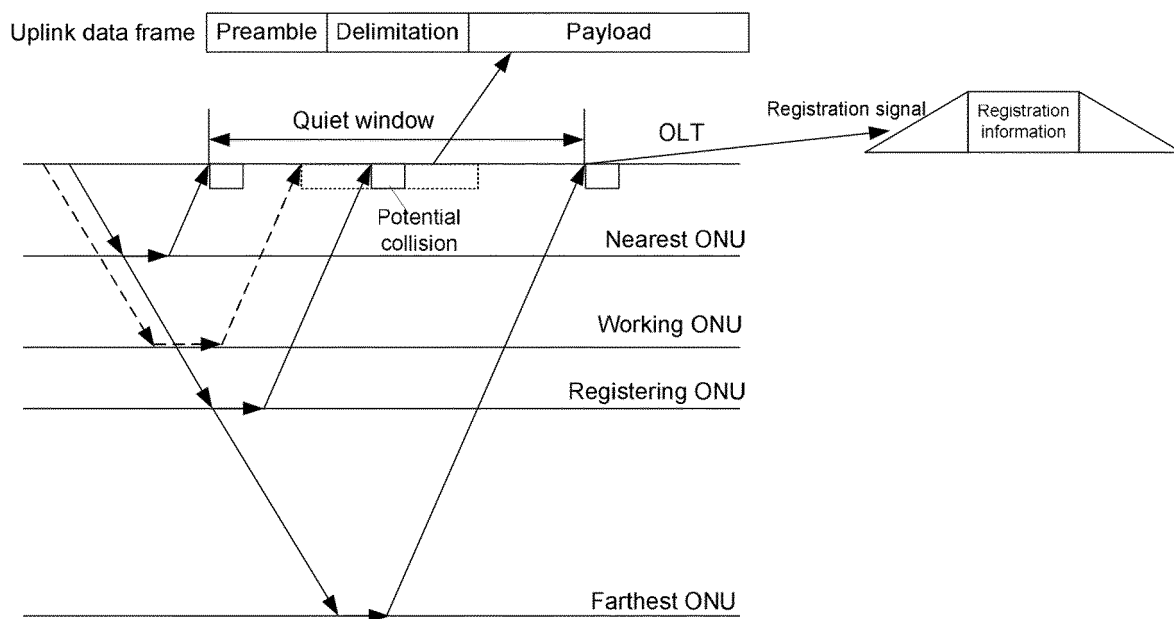 Uplink data frame
Preamble
Delimitation
Payload
Registration signal
Registration
information
Quiet window
OLT
Potential
collision
Nearest ONU
Working ONU
Registering ONU
Farthest ONU